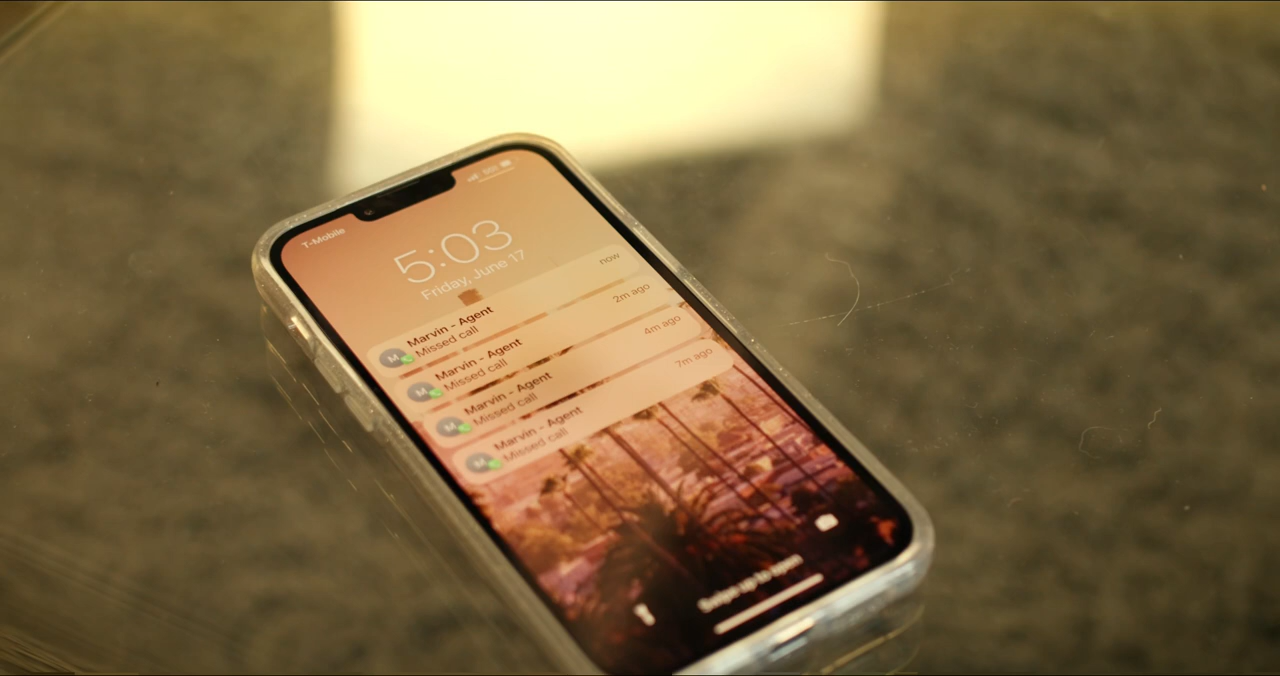 T-Mobile
5:03
Friday, June 17
Marvin - Agent
now
Missed call
Marvin - Agent
2m ago
Missed call
Marvin - Agent
4m ago
Missed call
Marvin - Agent
7m ago
Missed call
Swipe up to open